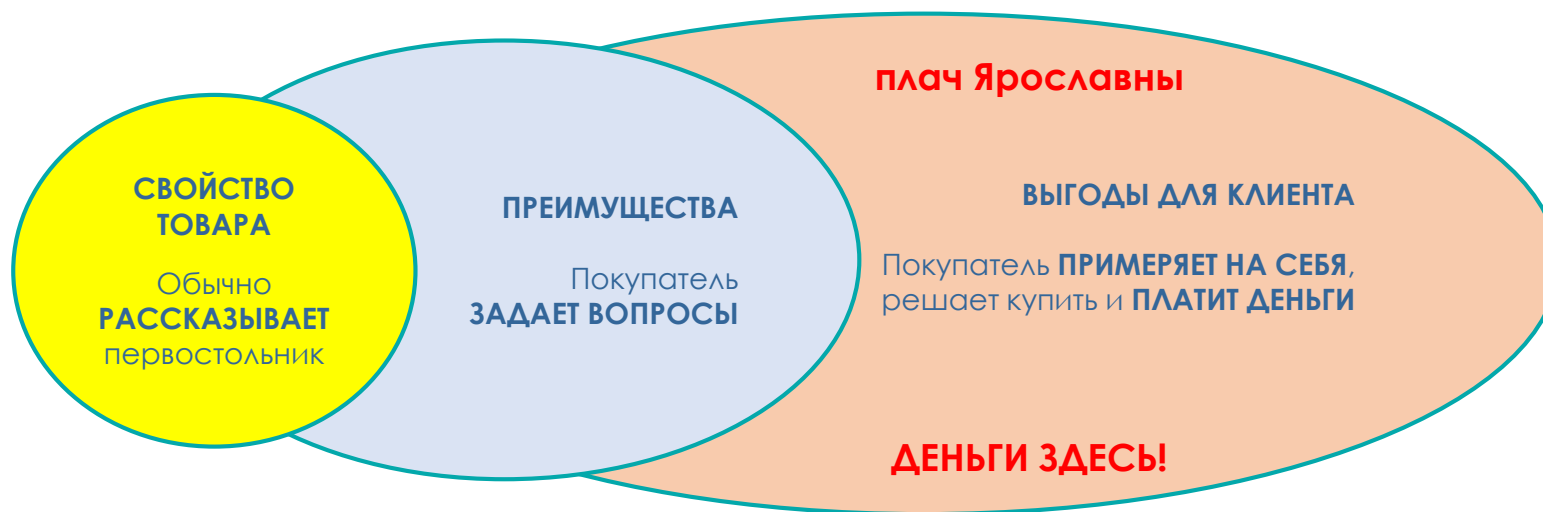 плач Ярославны
СВОЙСТВО
ТОВАРА
Обычно
РАССКАЗЫВАЕТ
первостольник
ПРЕИМУЩЕСТВА
Покупатель
ЗАДАЕТ ВОПРОСЫ
ВЫГОДЫ ДЛЯ КЛИЕНТА
Покупатель ПРИМЕРЯЕТ НА СЕБЯ,
решает купить и ПЛАТИТ ДЕНЬГИ
ДЕНЬГИ ЗДЕСЬ!